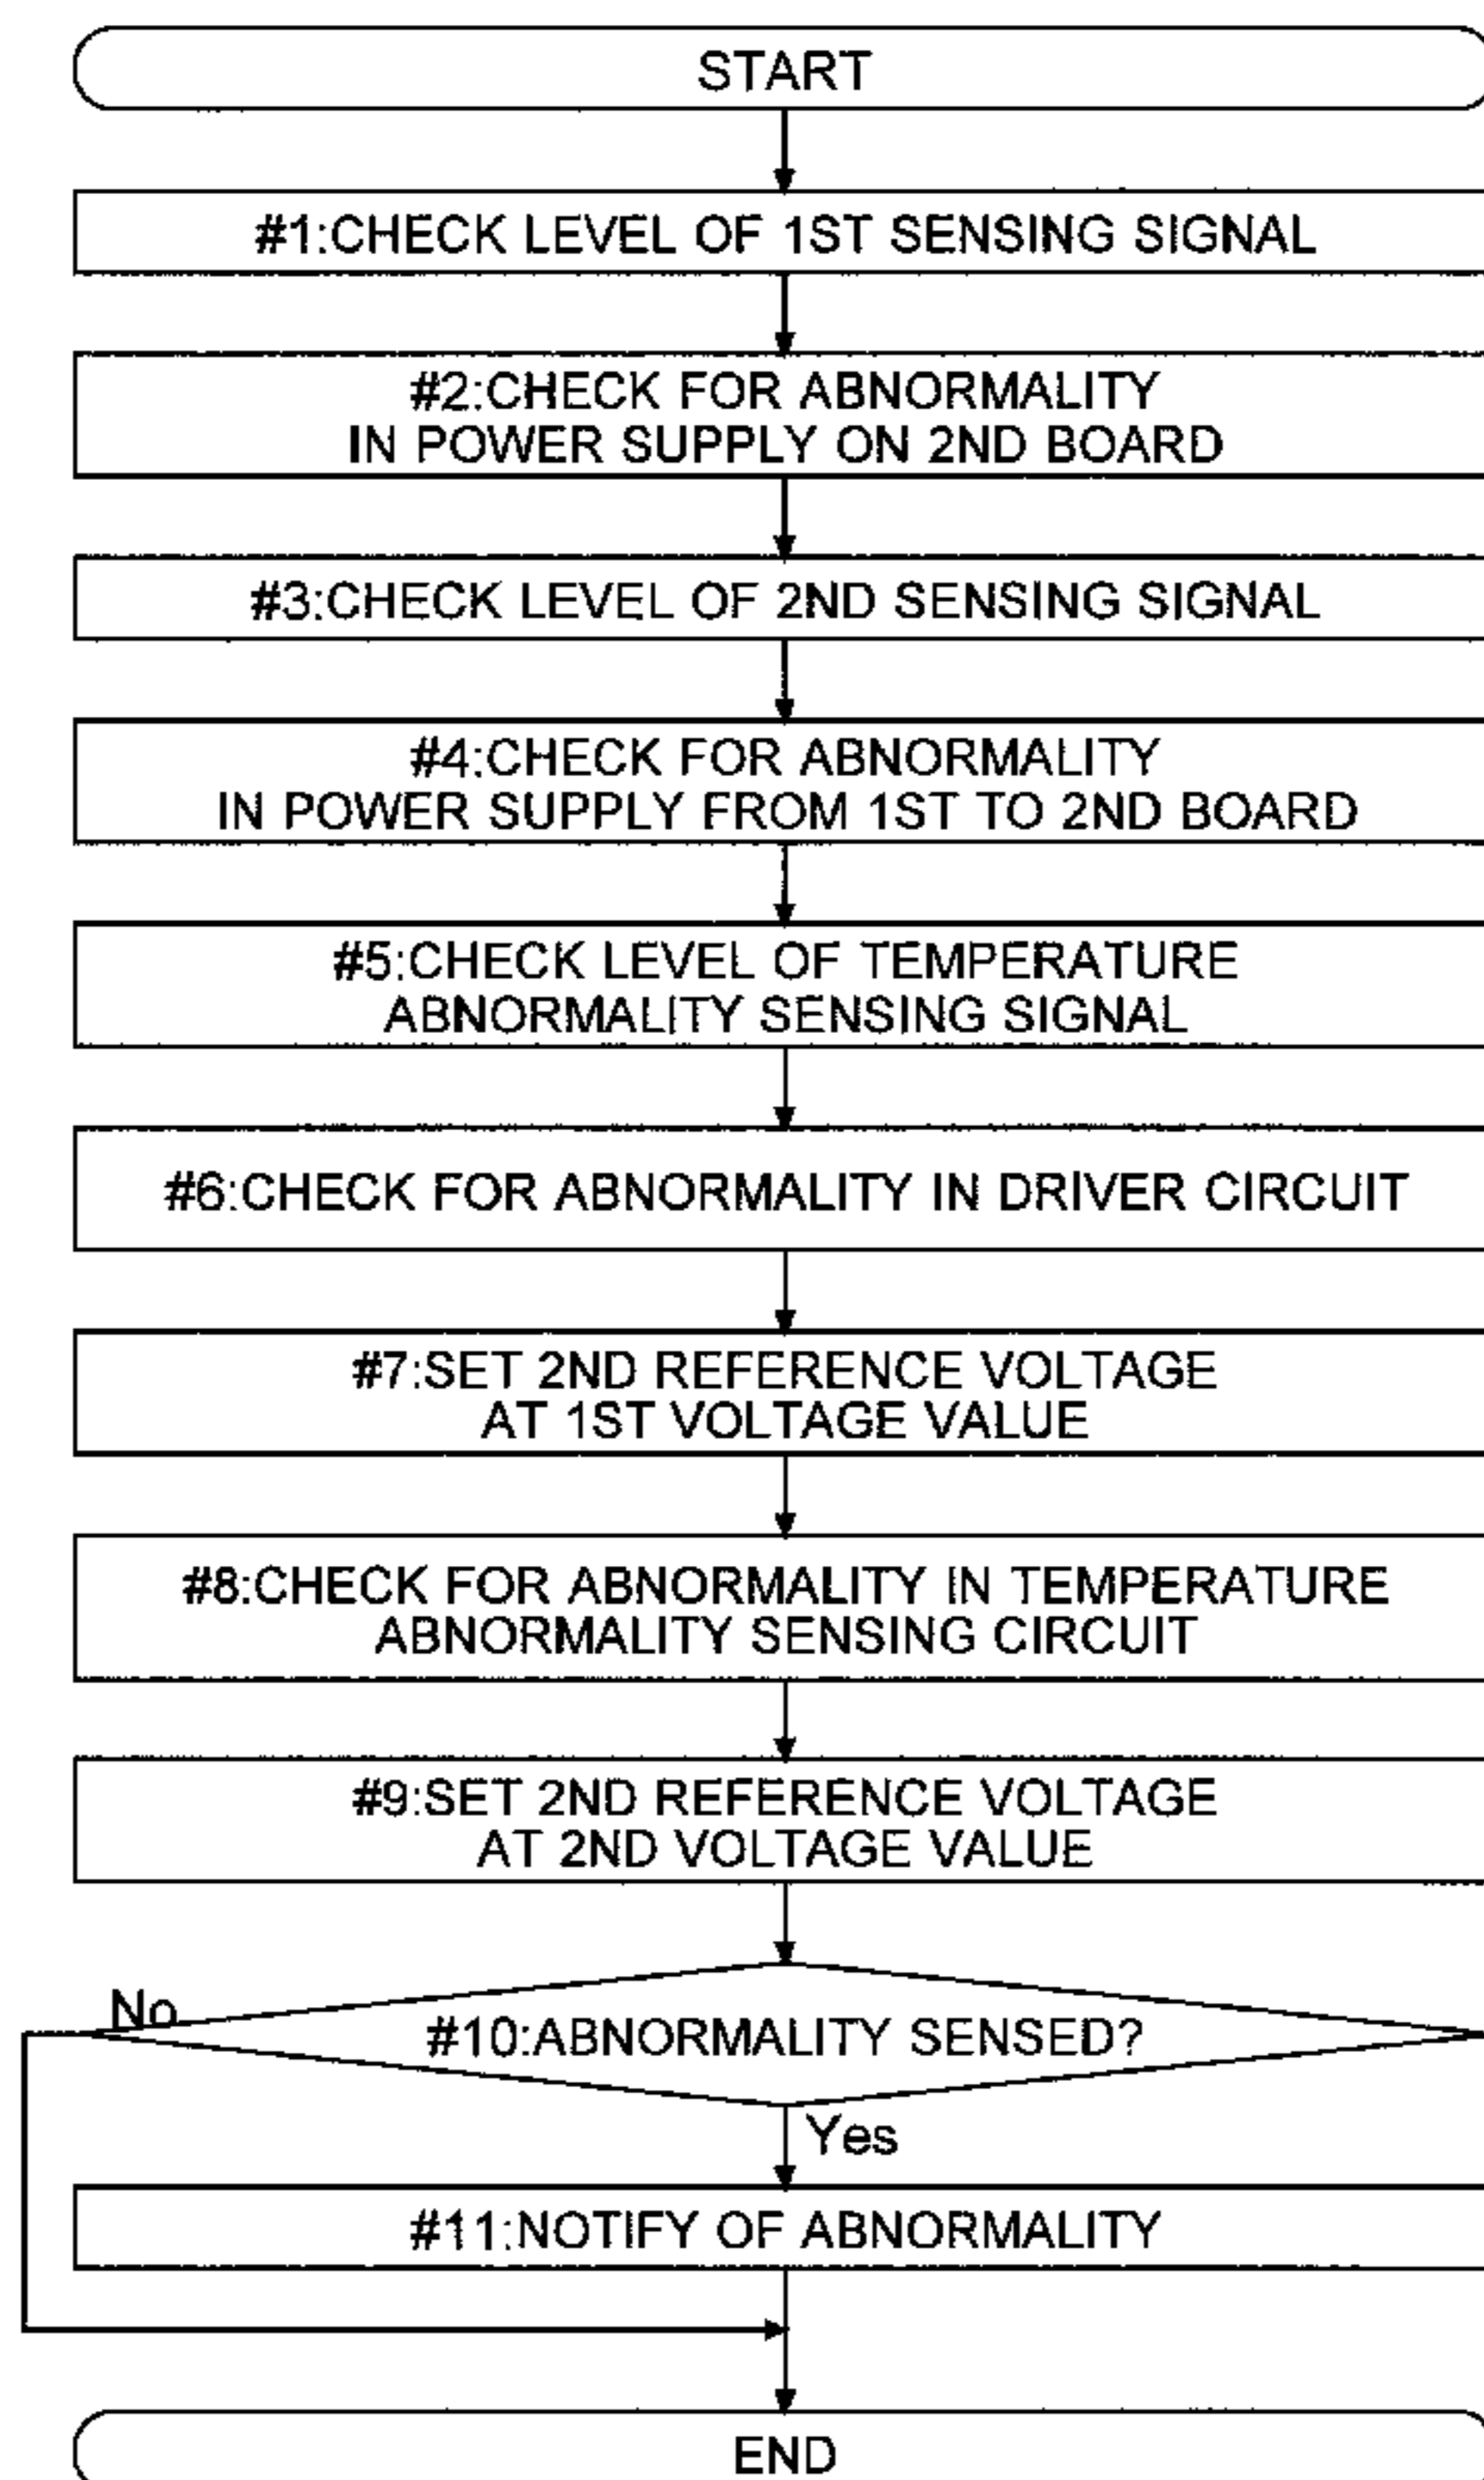 START
#1:CHECK LEVEL OF 1ST SENSING SIGNAL
#2:CHECK FOR ABNORMALITY
IN POWER SUPPLY ON 2ND BOARD
#3:CHECK LEVEL OF 2ND SENSING SIGNAL
#4:CHECK FOR ABNORMALITY
IN POWER SUPPLY FROM 1ST TO 2ND BOARD
#5:CHECK LEVEL OF TEMPERATURE
ABNORMALITY SENSING SIGNAL
#6:CHECK FOR ABNORMALITY IN DRIVER CIRCUIT
#7:SET 2ND REFERENCE VOLTAGE
AT 1ST VOLTAGE VALUE
#8:CHECK FOR ABNORMALITY IN TEMPERATURE
ABNORMALITY SENSING CIRCUIT
#9:SET 2ND REFERENCE VOLTAGE
AT 2ND VOLTAGE VALUE
No
#10:ABNORMALITY SENSED?
Yes
#11:NOTIFY OF ABNORMALITY
END